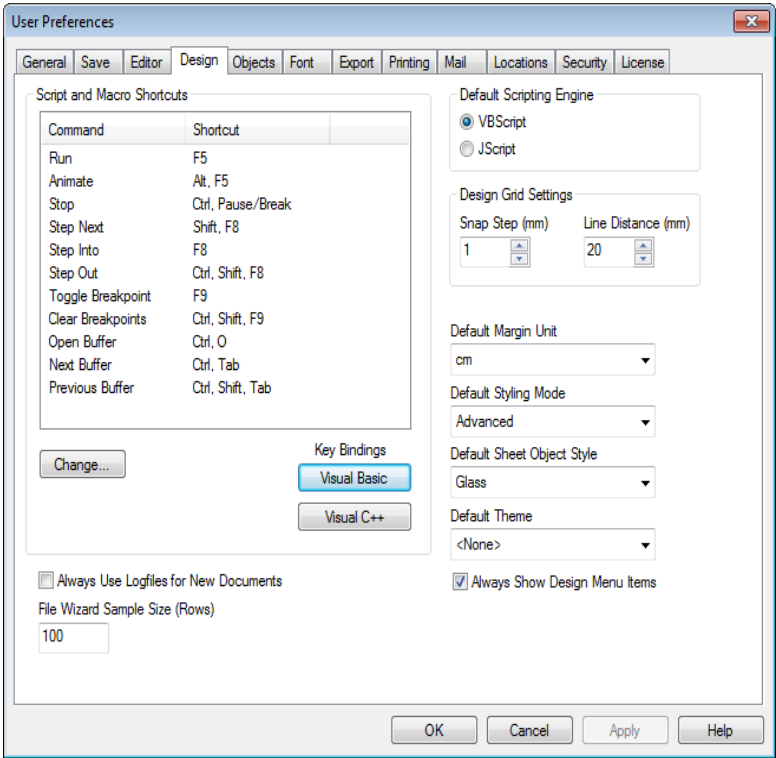 User Preferences
General Save Editor Design Objects Font Export Printing Mail Locations Security License
Script and Macro Shortcuts
Command Shortcut
Run F5
Animate Alt, F5
Stop Ctrl, Pause/Break
Step Next Shift, F8
Step Into F8
Step Out Ctrl, Shift, F8
Toggle Breakpoint F9
Clear Breakpoints Ctrl, Shift, F9
Open Buffer Ctrl, O
Next Buffer Ctrl, Tab
Previous Buffer Ctrl, Shift, Tab
Change...
Key Bindings
Visual Basic
Visual C++
Always Use Logfiles for New Documents
File Wizard Sample Size (Rows)
100
Default Scripting Engine
VBScript
JScript
Design Grid Settings
Snap Step (mm) Line Distance (mm)
1 20
Default Margin Unit
cm
Default Styling Mode
Advanced
Default Sheet Object Style
Glass
Default Theme
<None>
Always Show Design Menu Items
OK Cancel Apply Help